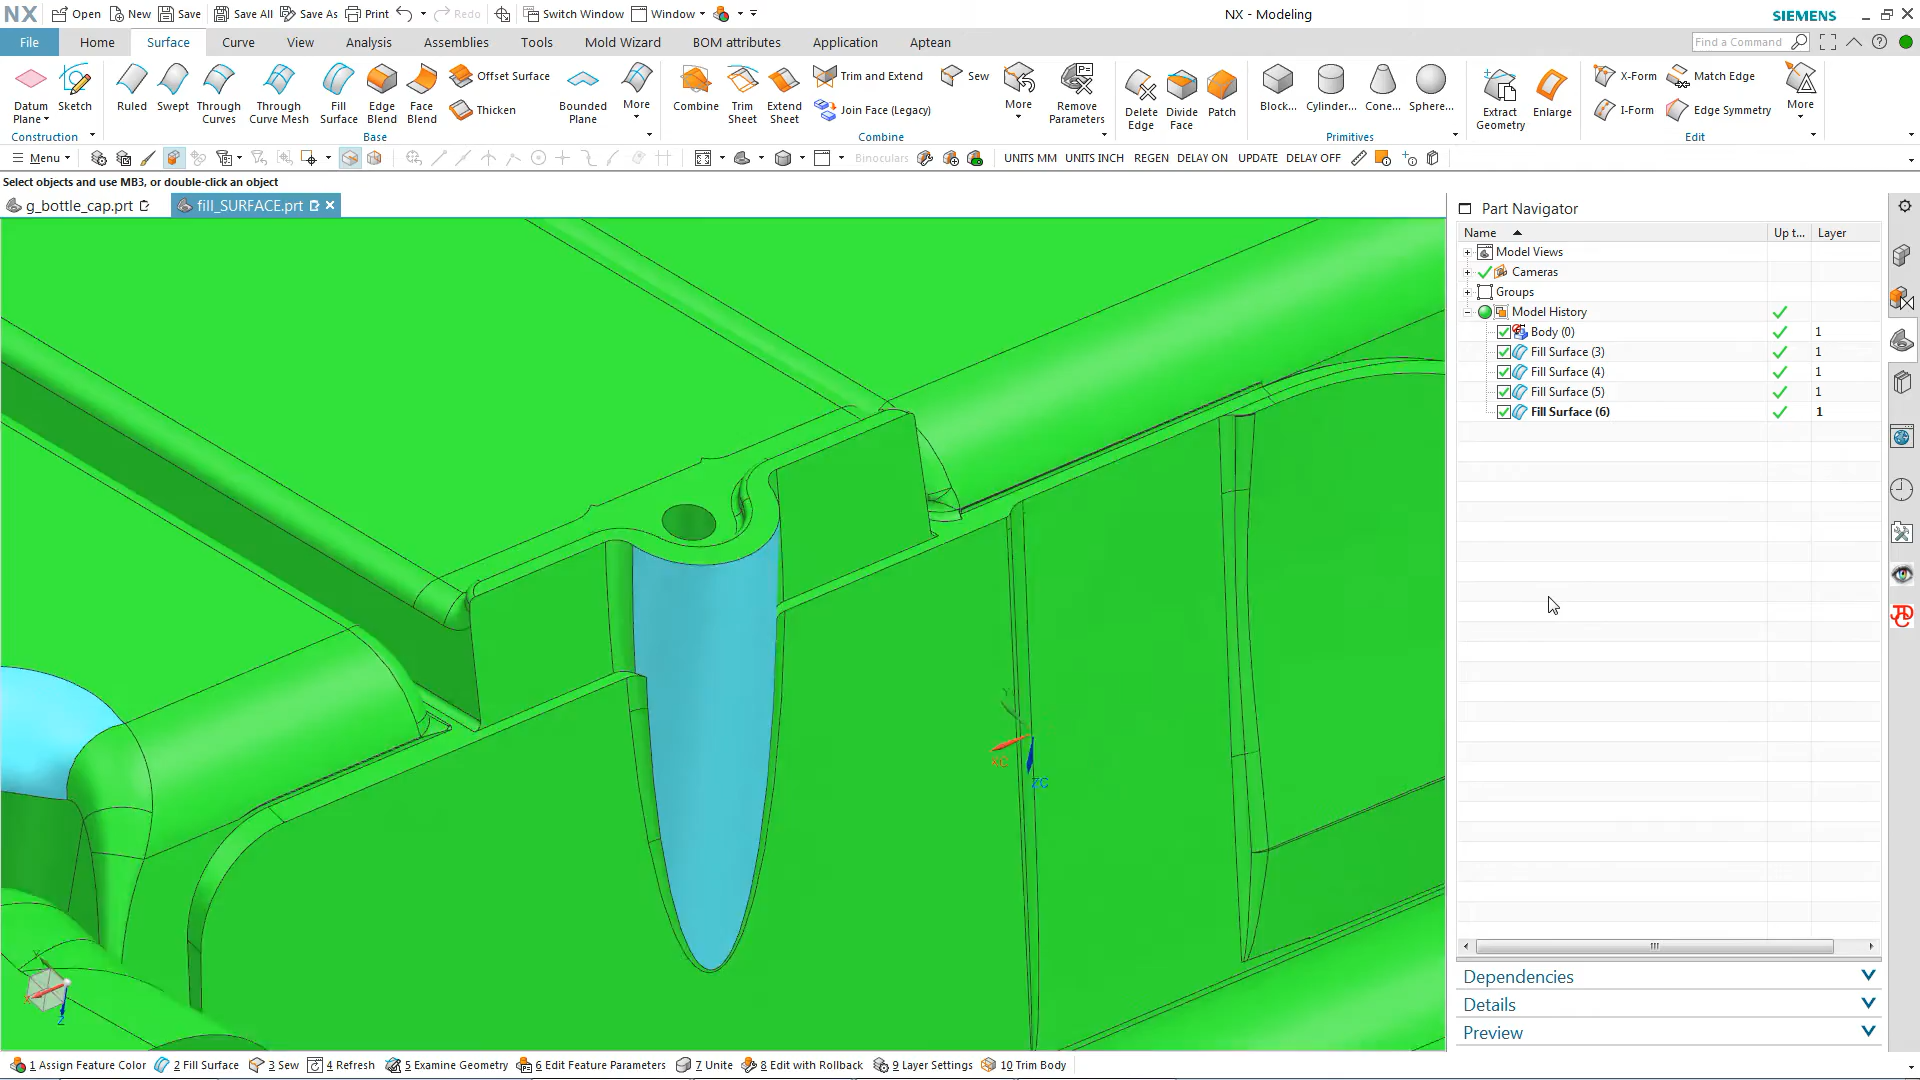 NX Open New Save Save All Save As Print Redo Switch Window Window NX - Modeling SIEMENS
File Home Surface Curve View Analysis Assemblies Tools Mold Wizard BOM attributes Application Aptean Find a Command
Datum Plane Sketch Ruled Swept Through Curves Through Curve Mesh Fill Surface Edge Blend Face Blend Offset Surface Thicken Bounded Plane More Combine Trim Sheet Extend Sheet Trim and Extend Join Face (Legacy) Sew More Remove Parameters Delete Edge Divide Face Patch Block... Cylinder... Cone... Sphere... Extract Geometry Enlarge X-Form I-Form Match Edge Edge Symmetry More
Construction Base Combine Primitives Edit
Menu Binoculars UNITS MM UNITS INCH REGEN DELAY ON UPDATE DELAY OFF
Select objects and use MB3, or double-click an object
g_bottle_cap.prt fill_SURFACE.prt
Part Navigator
Name Up t... Layer
Model Views
Cameras
Groups
Model History
Body (0) 1
Fill Surface (3) 1
Fill Surface (4) 1
Fill Surface (5) 1
Fill Surface (6) 1
XC
ZC
Z
Dependencies
Details
Preview
1 Assign Feature Color 2 Fill Surface 3 Sew 4 Refresh 5 Examine Geometry 6 Edit Feature Parameters 7 Unite 8 Edit with Rollback 9 Layer Settings 10 Trim Body